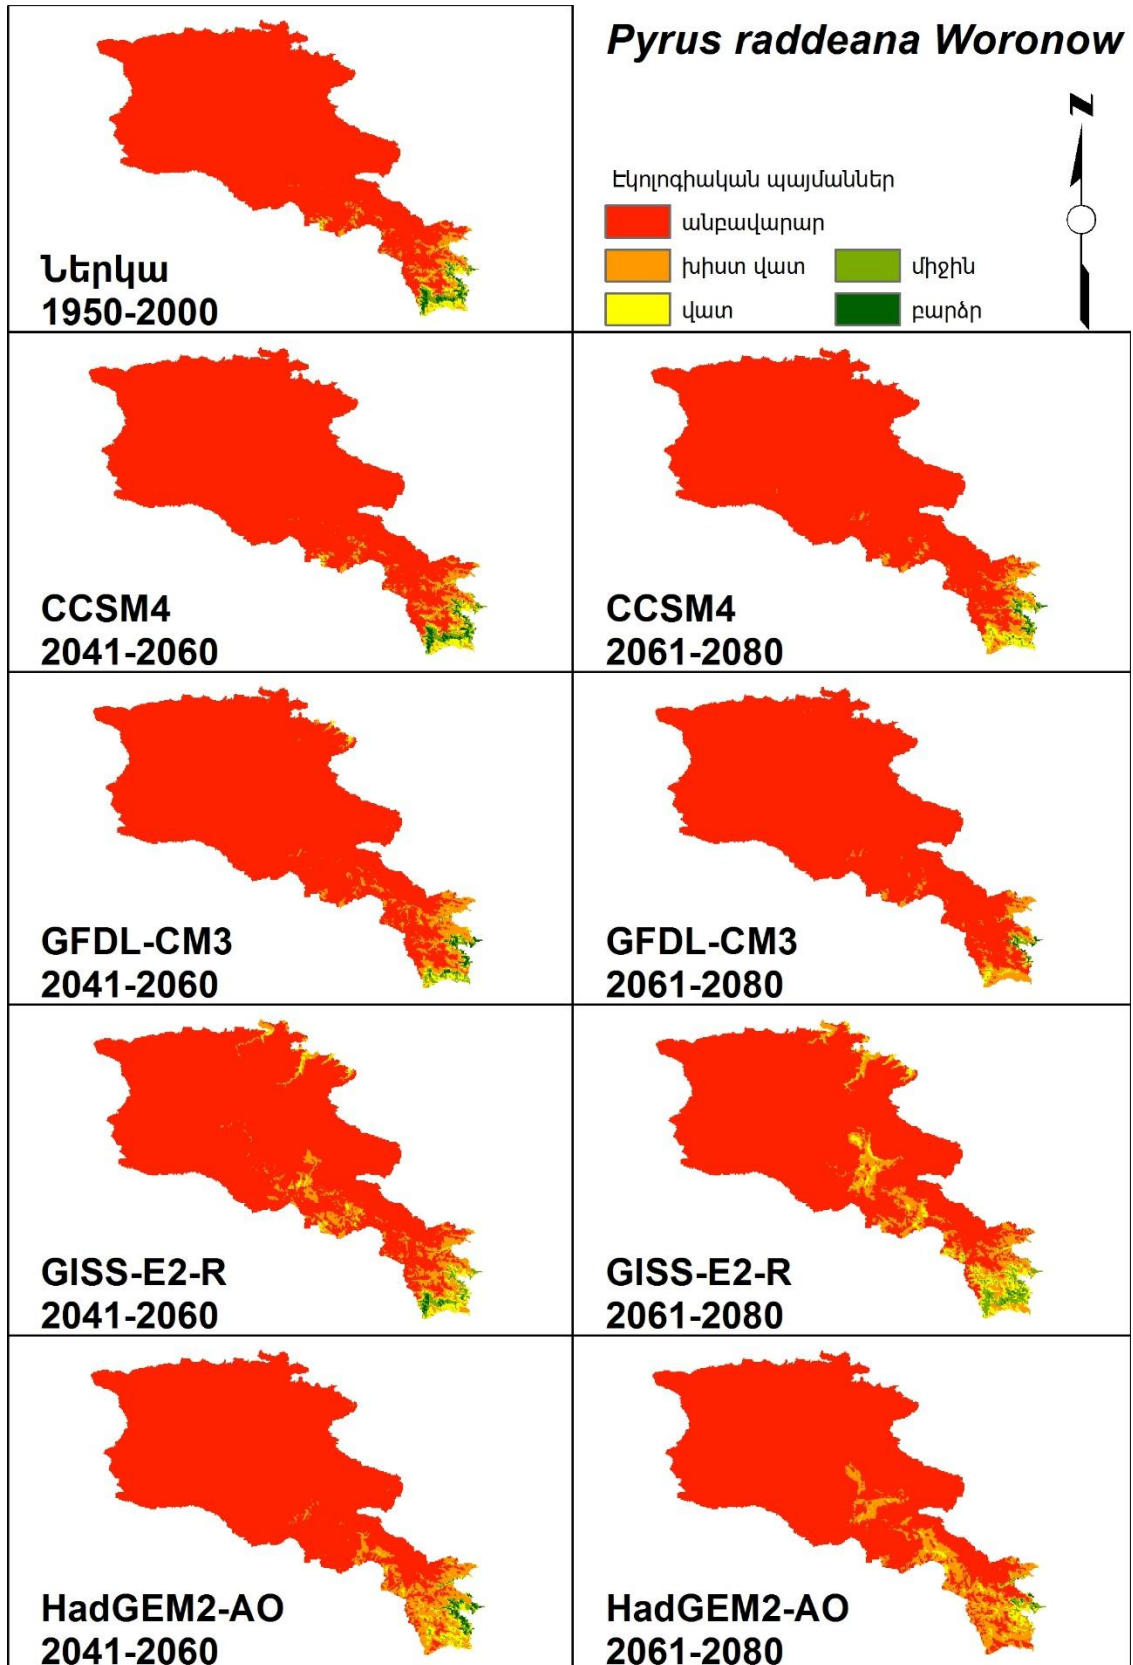 Pyrus raddeana Woronow
N
Էկոլոգիական պայմաններ
անբավարար
խիստ վատ
միջին
վատ
բարձր
Ներկա
1950-2000
CCSM4
2041-2060
CCSM4
2061-2080
GFDL-CM3
2041-2060
GFDL-CM3
2061-2080
GISS-E2-R
2041-2060
GISS-E2-R
2061-2080
HadGEM2-AO
2041-2060
HadGEM2-AO
2061-2080